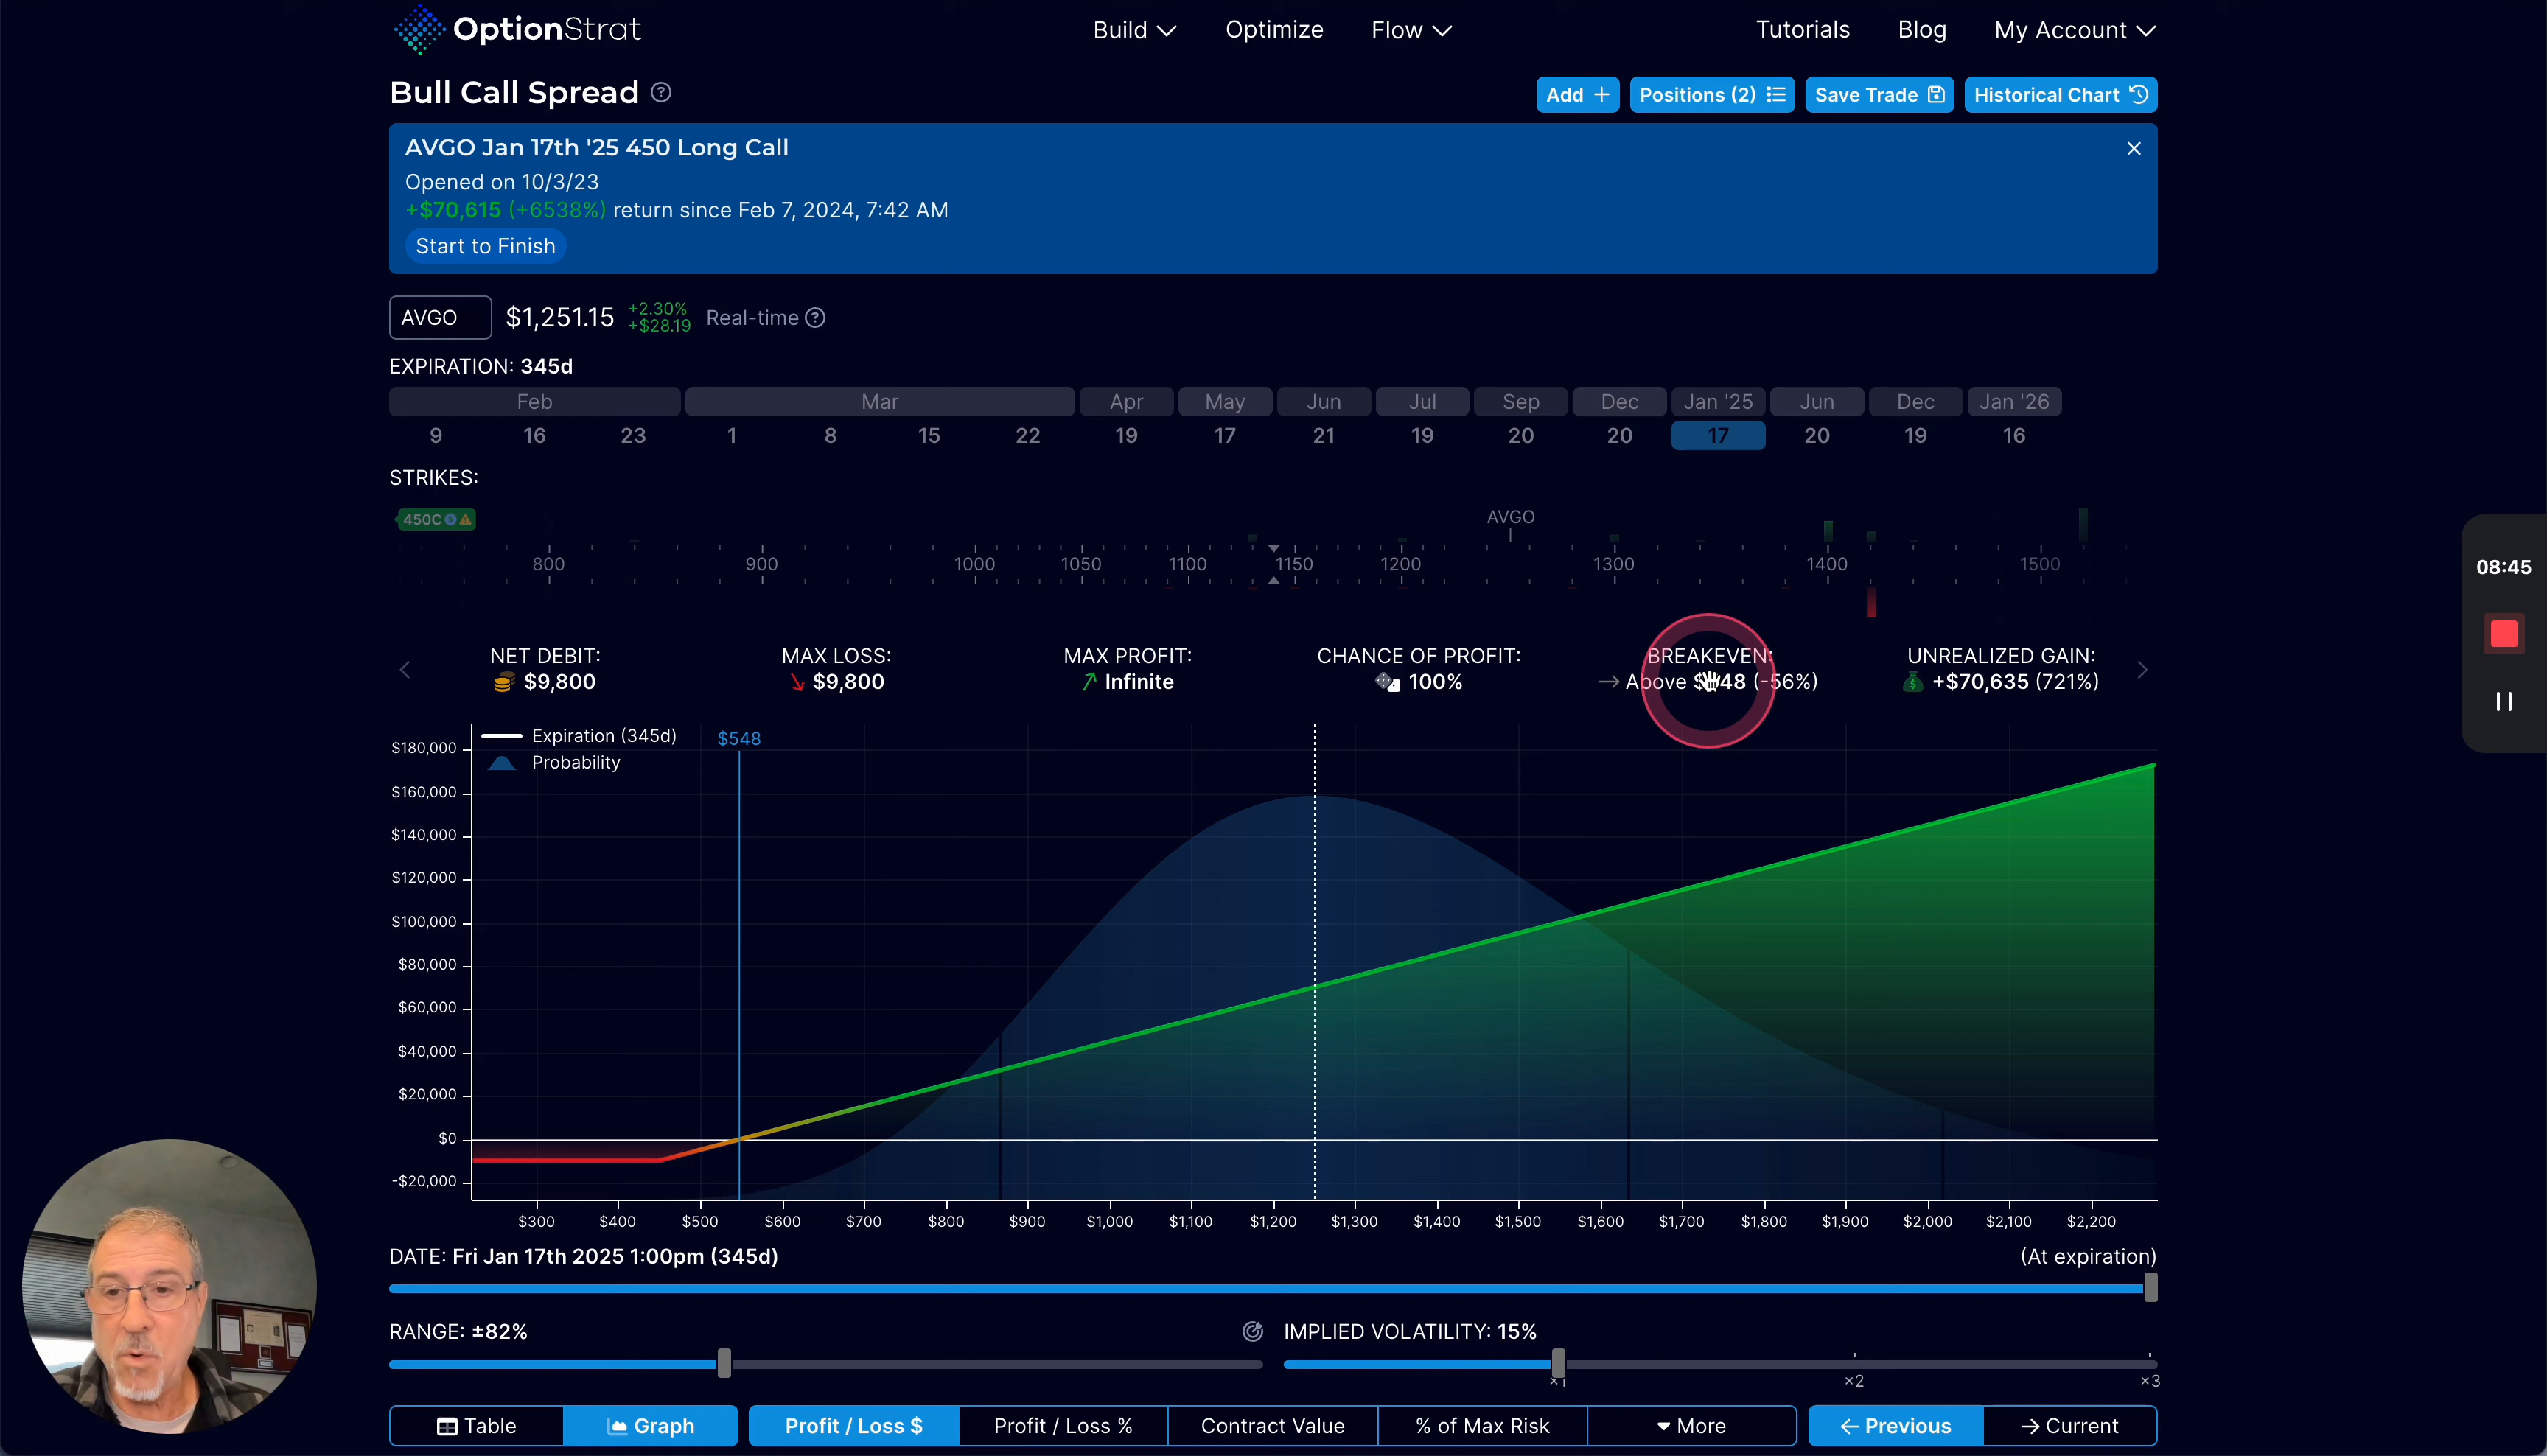 OptionStrat
Build Optimize Flow Tutorials Blog My Account
Bull Call Spread ?
Add + Positions (2) Save Trade Historical Chart
AVGO Jan 17th '25 450 Long Call
Opened on 10/3/23
+$70,615 (+6538%) return since Feb 7, 2024, 7:42 AM
Start to Finish
AVGO $1,251.15 +2.30% Real-time ?
+$28.19
EXPIRATION: 345d
Feb Mar Apr May Jun Jul Sep Dec Jan '25 Jun Dec Jan '26
9 16 23 1 8 15 22 19 17 21 19 20 20 17 20 19 16
STRIKES:
AVGO
450C
800 900 1000 1050 1100 1150 1200 1300 1400 1500
08:45
NET DEBIT: MAX LOSS: MAX PROFIT: CHANCE OF PROFIT: BREAKEVEN: UNREALIZED GAIN:
$9,800 $9,800 Infinite 100% Above 48 (-56%) +$70,635 (721%)
Expiration (345d) $548
Probability
$180,000
$160,000
$140,000
$120,000
$100,000
$80,000
$60,000
$40,000
$20,000
$0
-$20,000
$300 $400 $500 $600 $700 $800 $900 $1,000 $1,100 $1,200 $1,300 $1,400 $1,500 $1,600 $1,700 $1,800 $1,900 $2,000 $2,100 $2,200
DATE: Fri Jan 17th 2025 1:00pm (345d) (At expiration)
RANGE: ±82% IMPLIED VOLATILITY: 15%
×1 ×2 ×3
Table Graph Profit / Loss $ Profit / Loss % Contract Value % of Max Risk More Previous Current